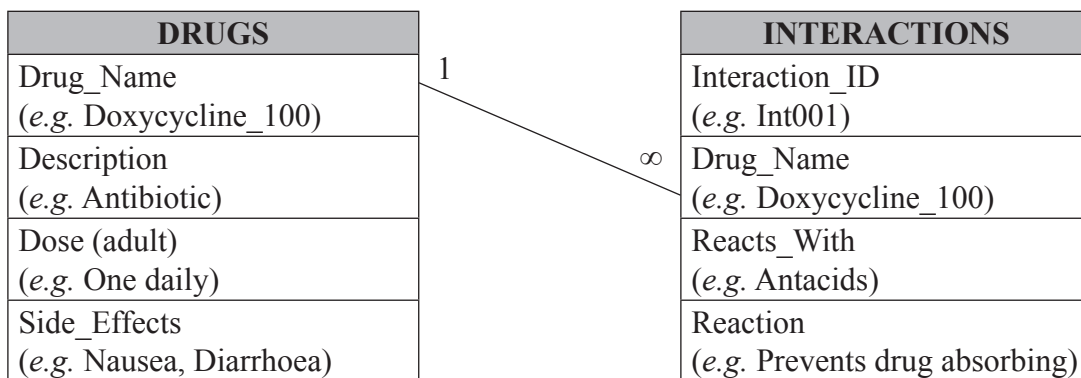 DRUGS
Drug_Name
(e.g. Doxycycline_100)
Description
(e.g. Antibiotic)
Dose (adult)
(e.g. One daily)
Side_Effects
(e.g. Nausea, Diarrhoea)
1
∞
INTERACTIONS
Interaction_ID
(e.g. Int001)
Drug_Name
(e.g. Doxycycline_100)
Reacts_With
(e.g. Antacids)
Reaction
(e.g. Prevents drug absorbing)